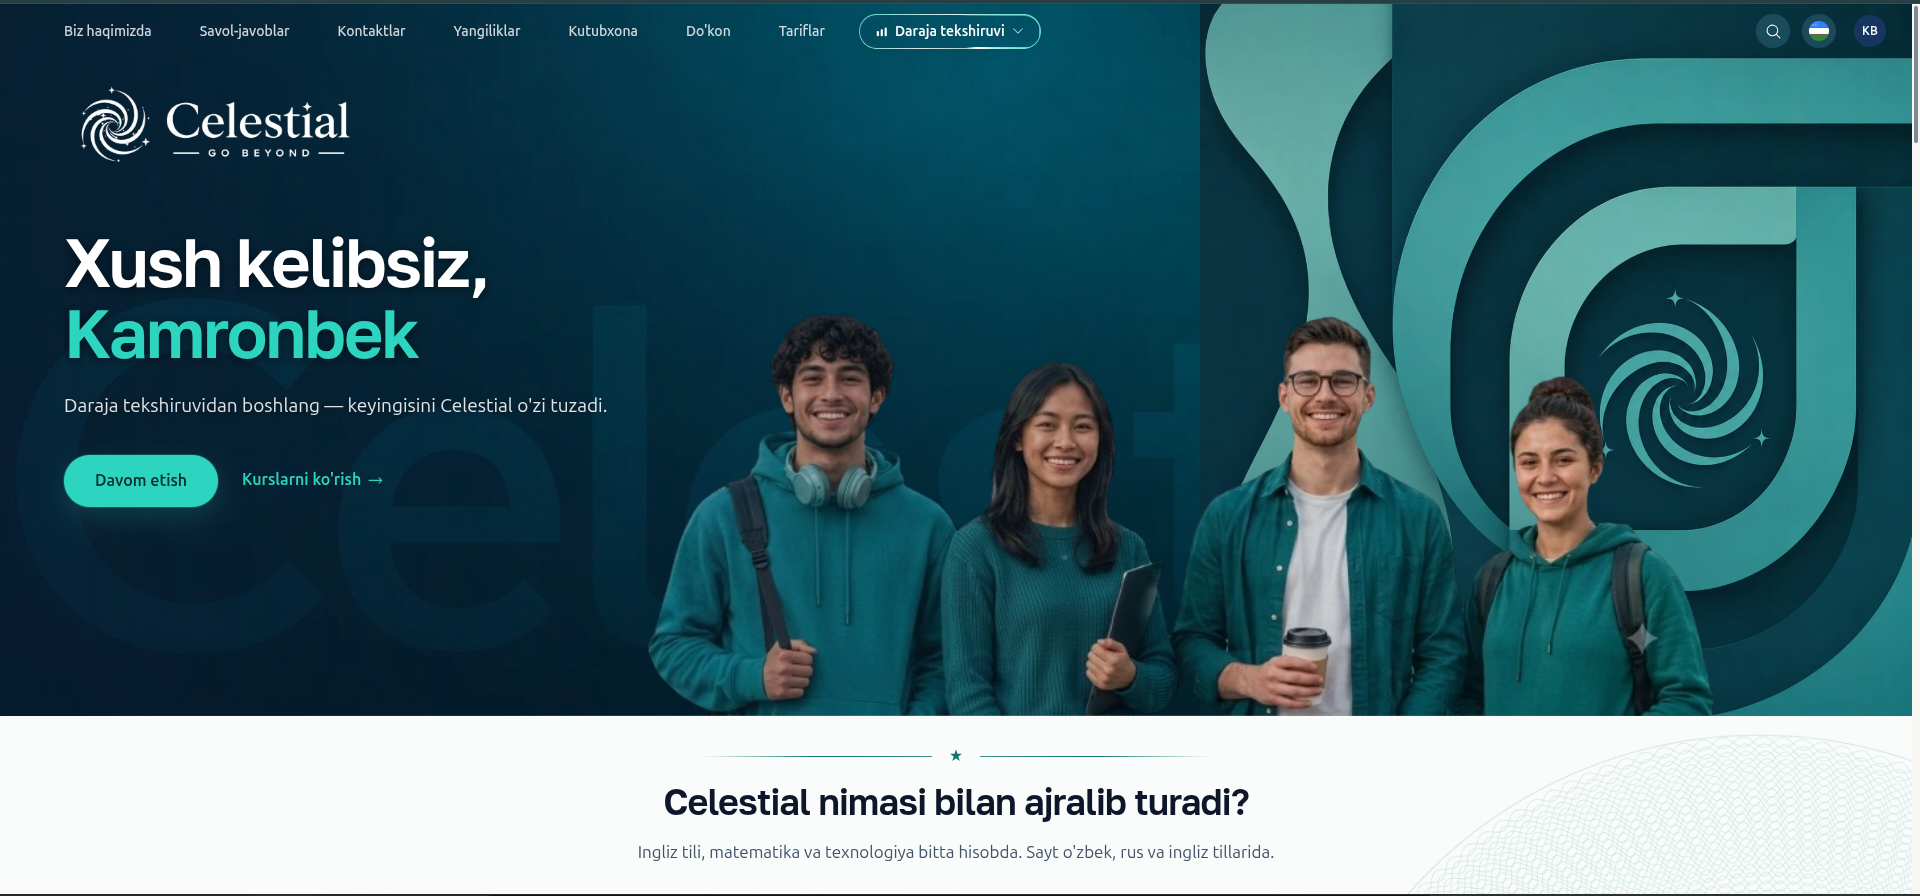 Biz haqimizda
Savol-javoblar
Kontaktlar
Yangiliklar
Kutubxona
Do'kon
Tariflar
Daraja tekshiruvi
KB
Celestial
GO BEYOND
Xush kelibsiz,
Kamronbek
Daraja tekshiruvidan boshlang — keyingisini Celestial o'zi tuzadi.
Davom etish
Kurslarni ko'rish →
Celestial nimasi bilan ajralib turadi?
Ingliz tili, matematika va texnologiya bitta hisobda. Sayt o'zbek, rus va ingliz tillarida.